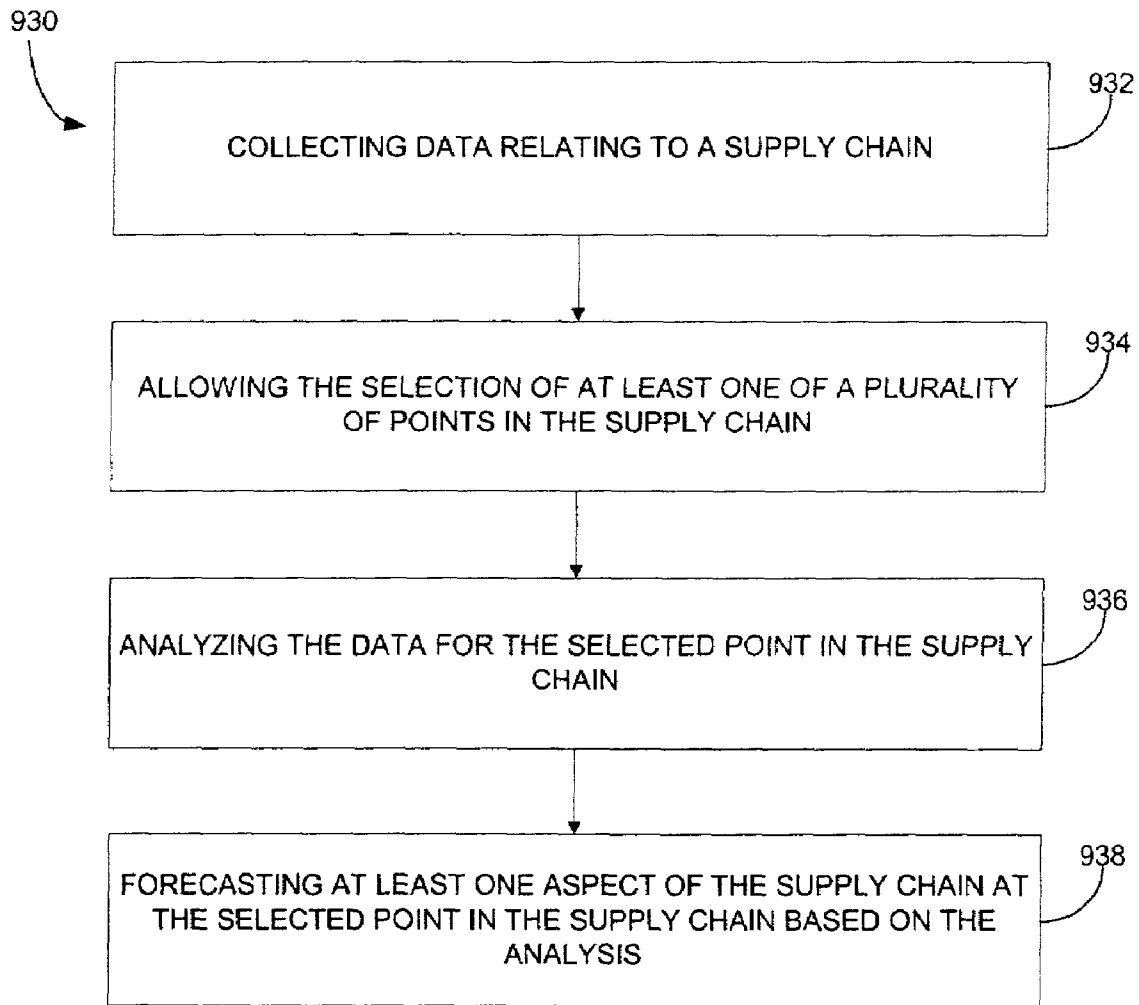 930
932
COLLECTING DATA RELATING TO A SUPPLY CHAIN
934
ALLOWING THE SELECTION OF AT LEAST ONE OF A PLURALITY
OF POINTS IN THE SUPPLY CHAIN
936
ANALYZING THE DATA FOR THE SELECTED POINT IN THE SUPPLY
CHAIN
938
FORECASTING AT LEAST ONE ASPECT OF THE SUPPLY CHAIN AT
THE SELECTED POINT IN THE SUPPLY CHAIN BASED ON THE
ANALYSIS